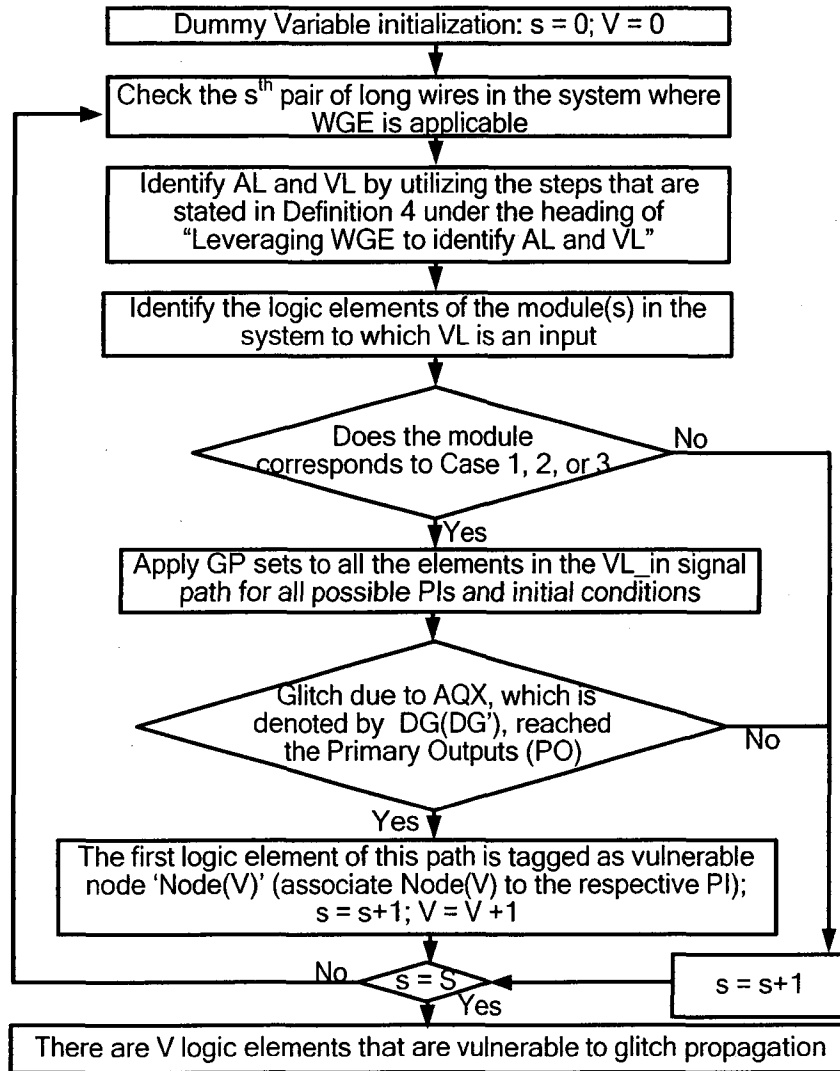 Dummy Variable initialization: s = 0; V = 0
Check the sth pair of long wires in the system where
WGE is applicable
Identify AL and VL by utilizing the steps that are
stated in Definition 4 under the heading of
“Leveraging WGE to identify AL and VL”
Identify the logic elements of the module(s) in the
system to which VL is an input
Does the module
corresponds to Case 1, 2, or 3
No
Yes
Apply GP sets to all the elements in the VL_in signal
path for all possible PIs and initial conditions
Glitch due to AQX, which is
denoted by DG(DG’), reached
the Primary Outputs (PO)
No
Yes
The first logic element of this path is tagged as vulnerable
node ‘Node(V)’ (associate Node(V) to the respective PI);
s = s+1; V = V +1
No
s = S
s = s+1
Yes
There are V logic elements that are vulnerable to glitch propagation